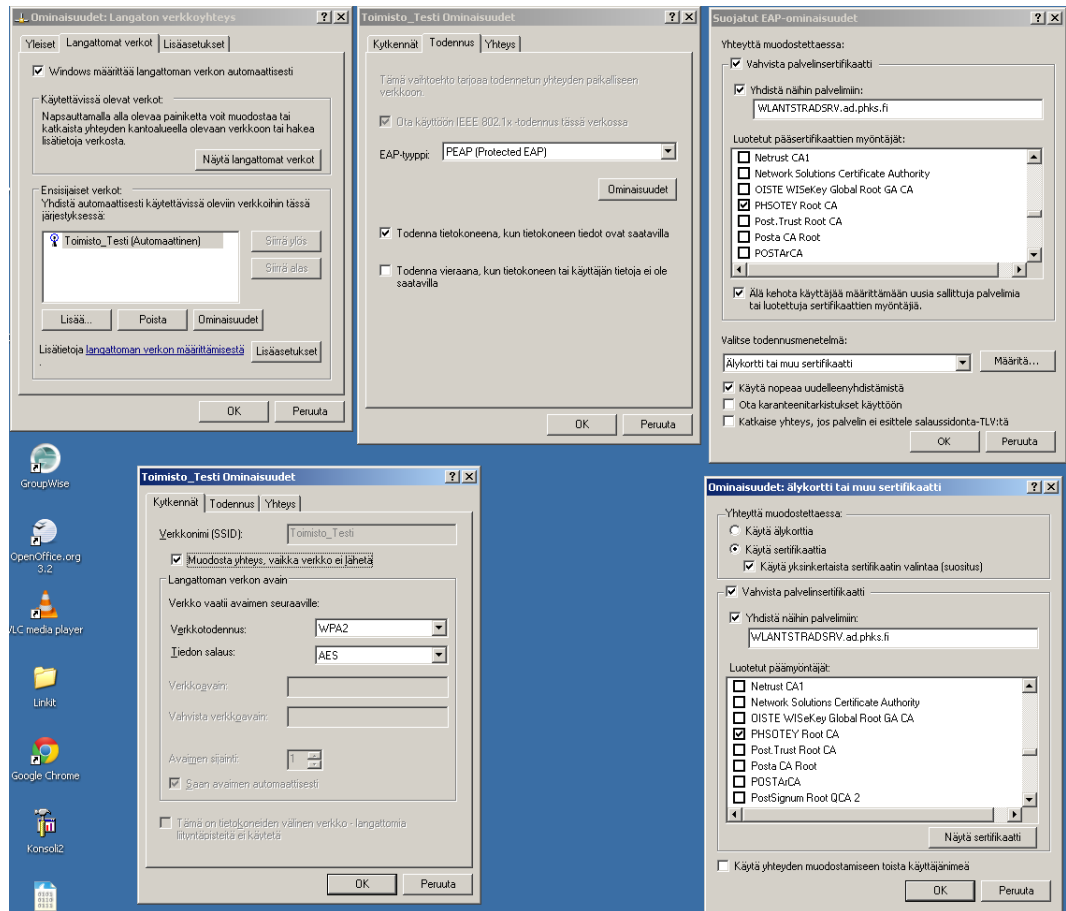 Ominaisuudet: Langaton verkkoyhteys
Yleiset
Langattomat verkot
Lisäasetukset
Windows määrittää langattoman verkon automaattisesti
Käytettävissä olevat verkot:
Napsauttamalla alla olevaa painiketta voit muodostaa tai
katkaista yhteyden kantoalueella olevaan verkkoon tai hakea
lisätietoja verkosta.
Näytä langattomat verkot
Ensisijaiset verkot:
Yhdistä automaattisesti käytettävissä oleviin verkkoihin tässä
järjestyksessä:
Toimisto_Testi (Automaattinen)
Siirrä ylös
Siirrä alas
Lisää...
Poista
Ominaisuudet
Lisätietoja langattoman verkon määrittämisestä
.
Lisäasetukset
OK
Peruuta
Toimisto_Testi Ominaisuudet
Kytkennät
Todennus
Yhteys
Tämä vaihtoehto tarjoaa todennetun yhteyden paikalliseen
verkkoon.
Ota käyttöön IEEE 802.1x -todennus tässä verkossa
EAP-tyyppi:
PEAP (Protected EAP)
Ominaisuudet
Todenna tietokoneena, kun tietokoneen tiedot ovat saatavilla
Todenna vieraana, kun tietokoneen tai käyttäjän tietoja ei ole
saatavilla
OK
Peruuta
Suojatut EAP-ominaisuudet
Yhteyttä muodostettaessa:
Vahvista palvelinsertifikaatti
Yhdistä näihin palvelimiin:
WLANTSTRADSRV.ad.phks.fi
Luotetut pääsertifikaattien myöntäjät:
Netrust CA1
Network Solutions Certificate Authority
OISTE WISeKey Global Root GA CA
PHSOTEY Root CA
Post.Trust Root CA
Posta CA Root
POSTArCA
Älä kehota käyttäjää määrittämään uusia sallittuja palvelimia
tai luotettuja sertifikaattien myöntäjiä.
Valitse todennusmenetelmä:
Älykortti tai muu sertifikaatti
Määritä...
Käytä nopeaa uudelleenyhdistämistä
Ota karanteenitarkistukset käyttöön
Katkaise yhteys, jos palvelin ei esittele salaussidonta-TLV:tä
OK
Peruuta
GroupWise
OpenOffice.org
3.2
VLC media player
Linkit
Google Chrome
Konsoli2
Toimisto_Testi Ominaisuudet
Kytkennät
Todennus
Yhteys
Verkkonimi (SSID):
Toimisto_Testi
Muodosta yhteys, vaikka verkko ei lähetä
Langattoman verkon avain
Verkko vaatii avaimen seuraaville:
Verkkotodennus:
WPA2
Tiedon salaus:
AES
Verkkoavain:
Vahvista verkkoavain:
Avaimen sijainti:
1
Saan avaimen automaattisesti
Tämä on tietokoneiden välinen verkko - langattomia
liityntäpisteitä ei käytetä
OK
Peruuta
Ominaisuudet: älykortti tai muu sertifikaatti
Yhteyttä muodostettaessa:
Käytä älykorttia
Käytä sertifikaattia
Käytä yksinkertaista sertifikaatin valintaa (suositus)
Vahvista palvelinsertifikaatti
Yhdistä näihin palvelimiin:
WLANTSTRADSRV.ad.phks.fi
Luotetut päämyöntäjät:
Netrust CA1
Network Solutions Certificate Authority
OISTE WISeKey Global Root GA CA
PHSOTEY Root CA
Post.Trust Root CA
Posta CA Root
POSTArCA
PostSignum Root QCA 2
Näytä sertifikaatti
Käytä yhteyden muodostamiseen toista käyttäjänimeä
OK
Peruuta